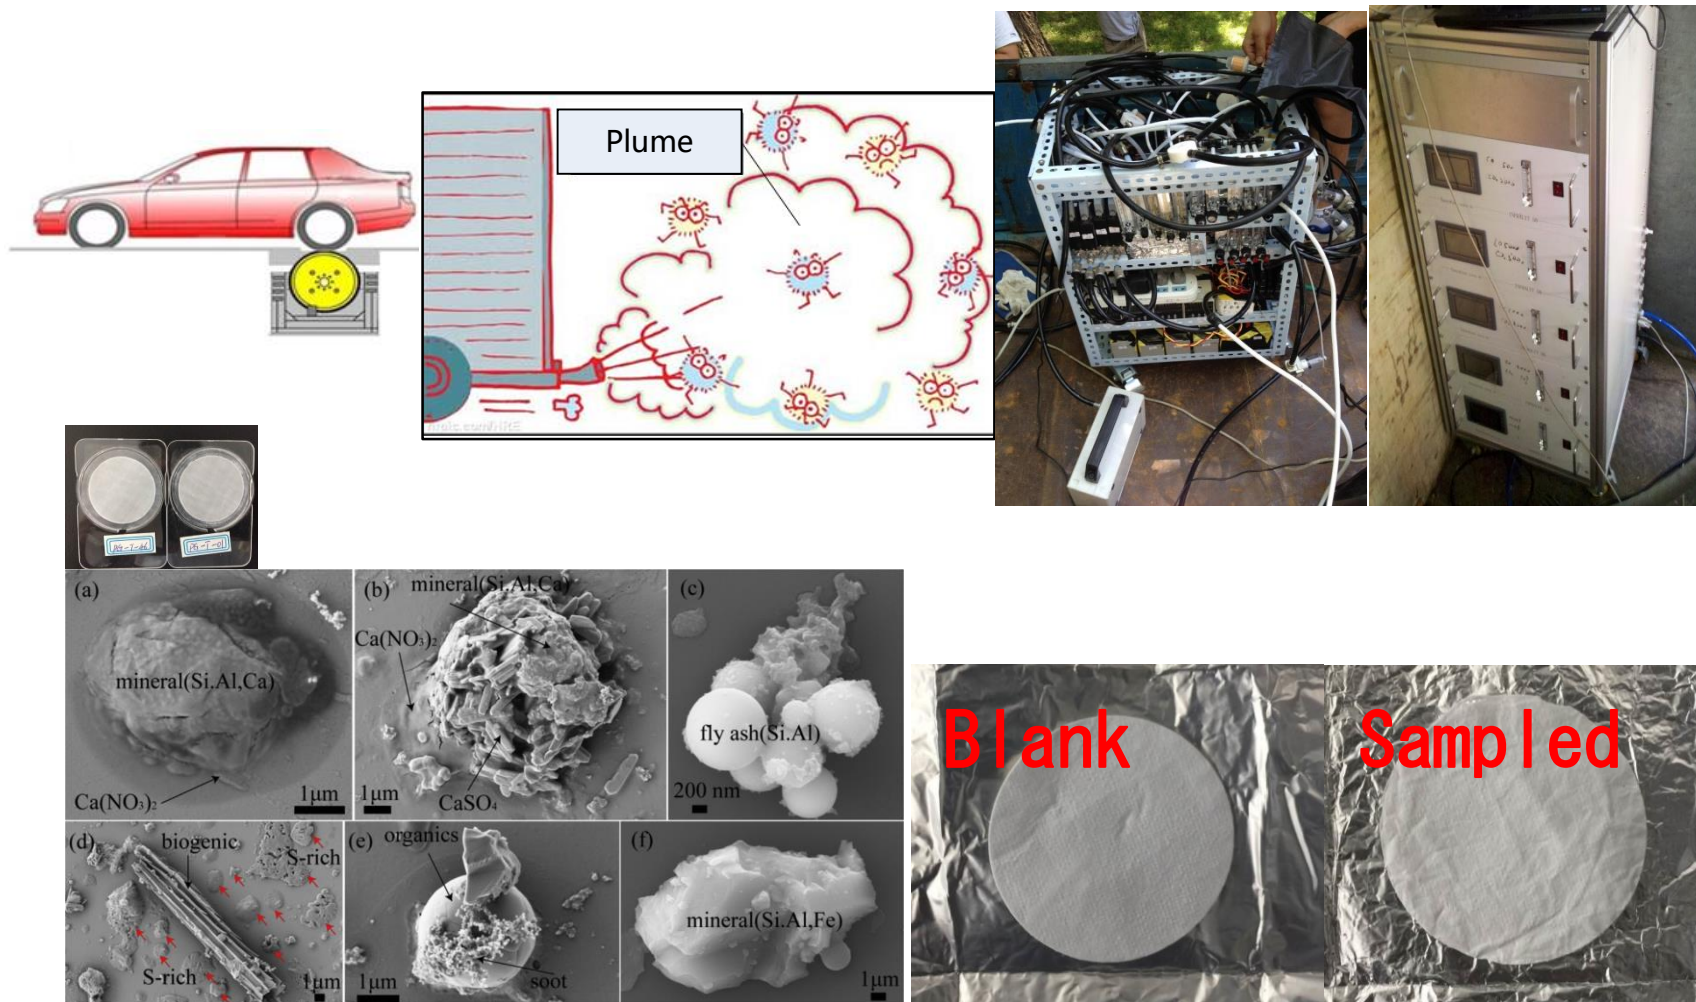 Plume
(a)
mineral(Si.Al,Ca)
Ca(NO₃)₂
1μm
(b)
mineral(Si.Al,Ca)
Ca(NO₃)₂
CaSO₄
1μm
(c)
fly ash(Si.Al)
200 nm
(d)
biogenic
S-rich
S-rich
1μm
(e)
organics
soot
1μm
(f)
mineral(Si.Al,Fe)
1μm
Blank
Sampled